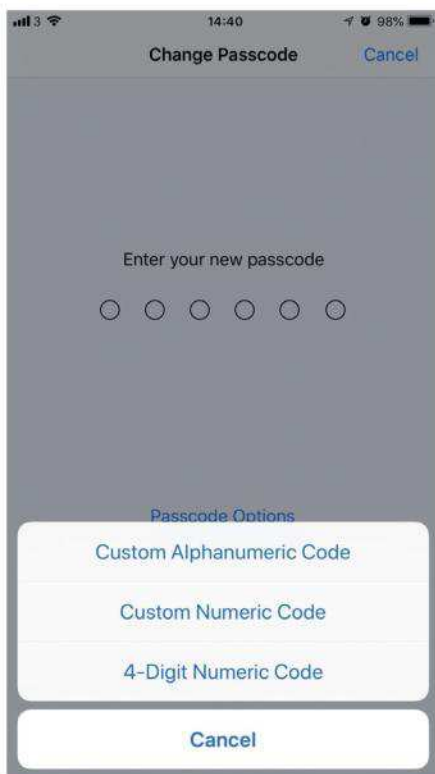 3 14:40 98%
Change Passcode Cancel
Enter your new passcode
Passcode Options
Custom Alphanumeric Code
Custom Numeric Code
4-Digit Numeric Code
Cancel